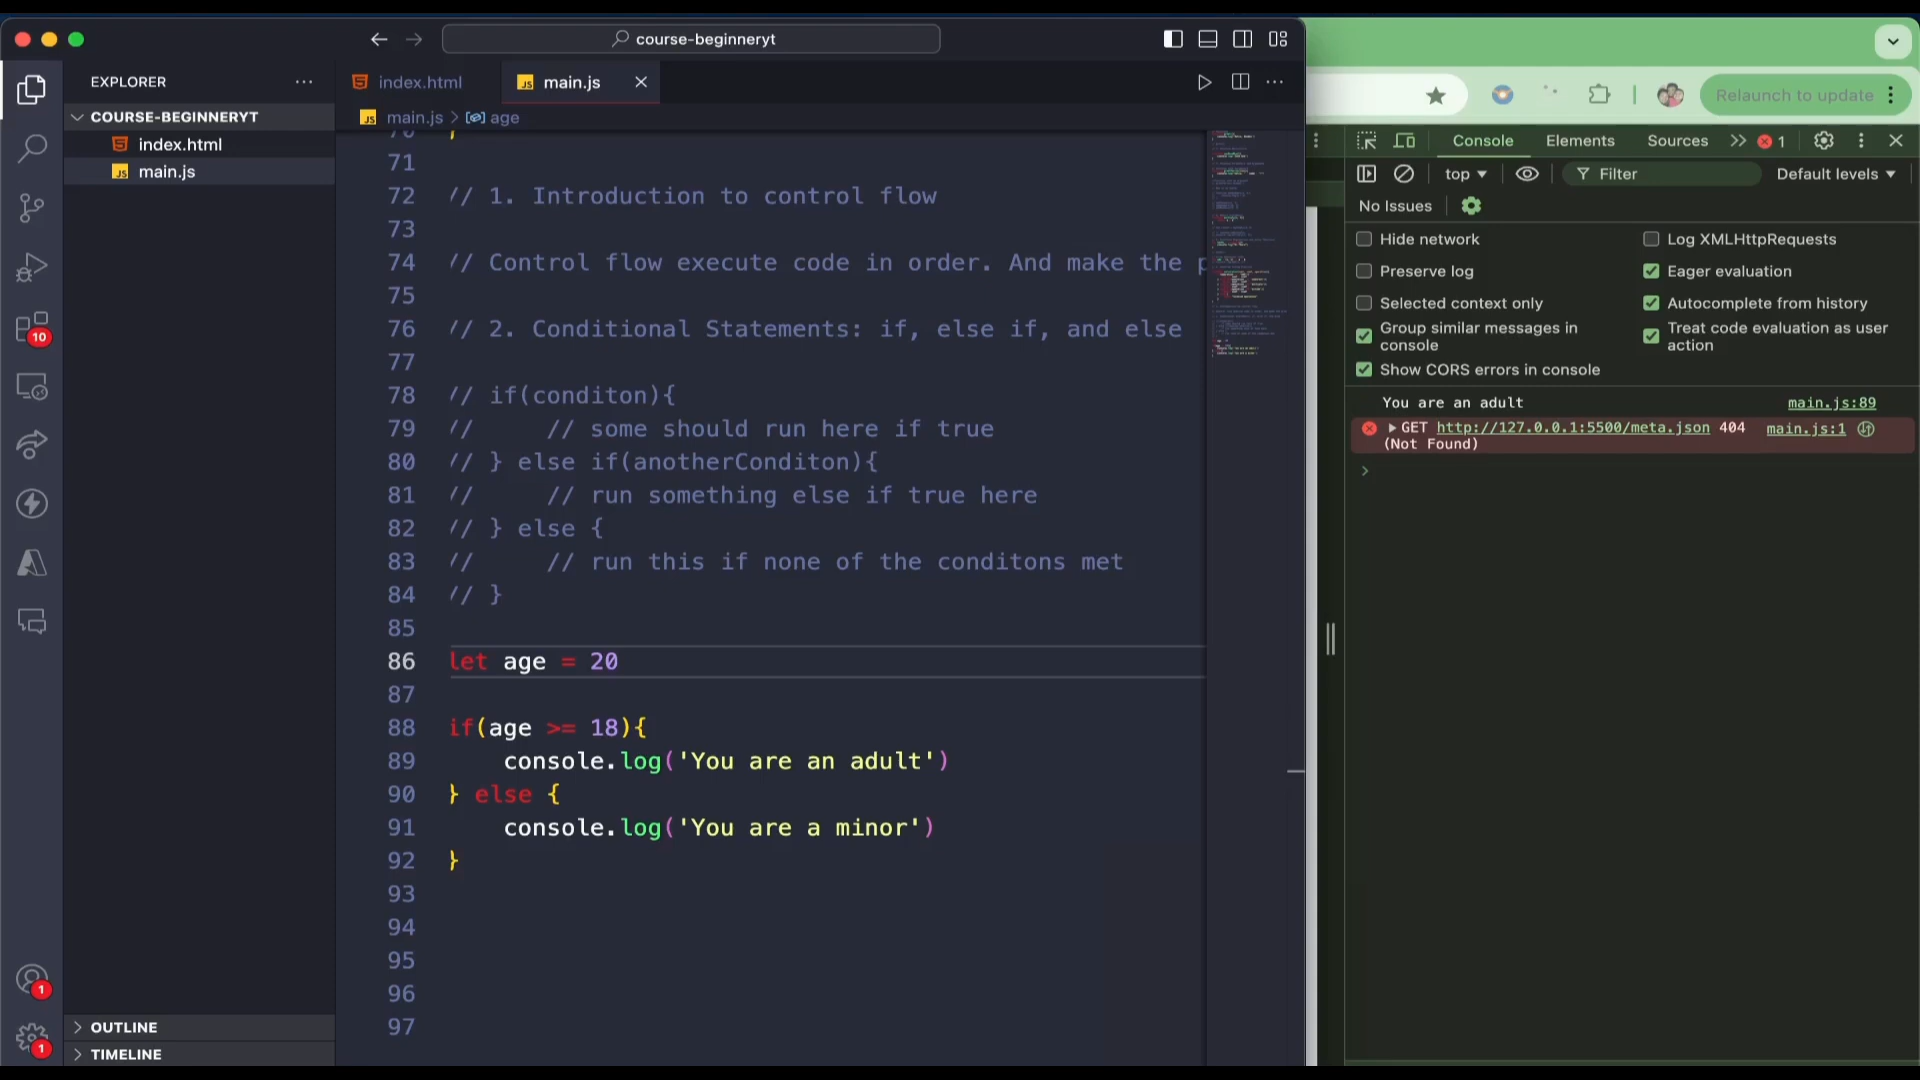 course-beginneryt
EXPLORER
COURSE-BEGINNERYT
index.html
JS main.js
10
1
1
OUTLINE
TIMELINE
index.html
JS main.js
JS main.js > age
70 }
71
72 // 1. Introduction to control flow
73
74 // Control flow execute code in order. And make the p
75
76 // 2. Conditional Statements: if, else if, and else
77
78 // if(conditon){
79 //     // some should run here if true
80 // } else if(anotherConditon){
81 //     // run something else if true here
82 // } else {
83 //     // run this if none of the conditons met
84 // }
85
86 let age = 20
87
88 if(age >= 18){
89     console.log('You are an adult')
90 } else {
91     console.log('You are a minor')
92 }
93
94
95
96
97
Relaunch to update
Console Elements Sources >> 1
top Filter Default levels
No Issues
Hide network
Log XMLHttpRequests
Preserve log
Eager evaluation
Selected context only
Autocomplete from history
Group similar messages in
console
Treat code evaluation as user
action
Show CORS errors in console
You are an adult main.js:89
GET http://127.0.0.1:5500/meta.json 404 main.js:1
(Not Found)
>